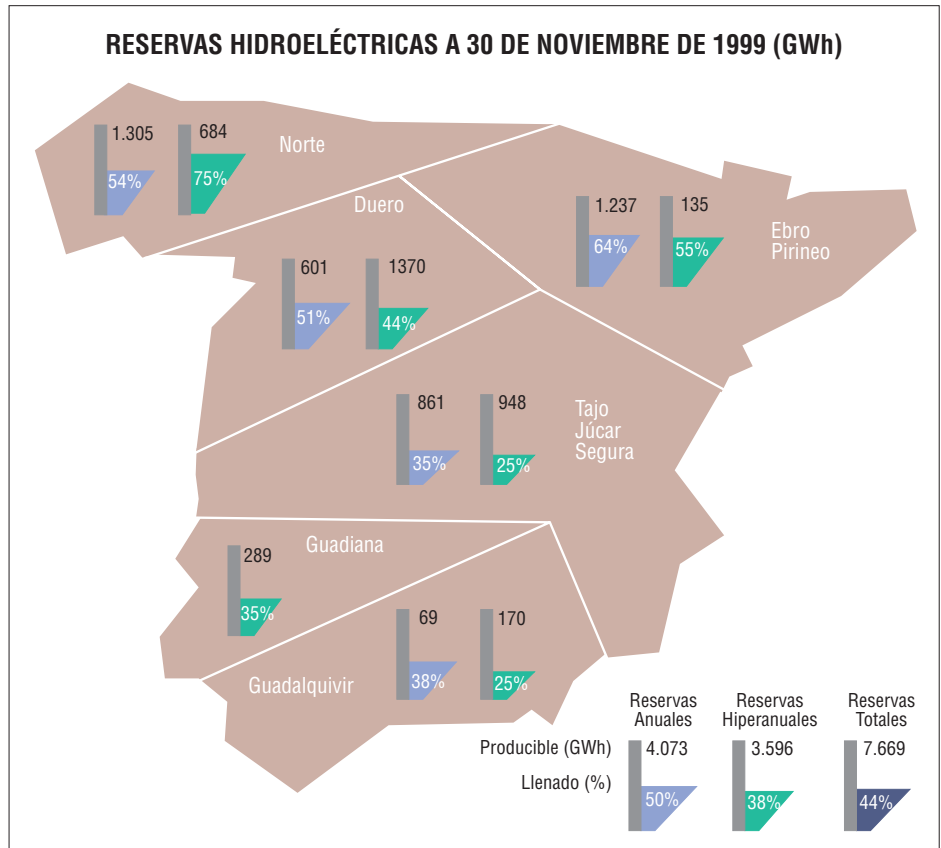 RESERVAS HIDROELÉCTRICAS A 30 DE NOVIEMBRE DE 1999 (GWh)
1.305
684
Norte
54%
75%
Duero
1.237
135
Ebro
Pirineo
64%
55%
601
1370
51%
44%
861
948
Tajo
Júcar
Segura
35%
25%
Guadiana
289
35%
69
170
Guadalquivir
38%
25%
Reservas
Anuales
Reservas
Hiperanuales
Reservas
Totales
Producible (GWh)
4.073
3.596
7.669
Llenado (%)
50%
38%
44%